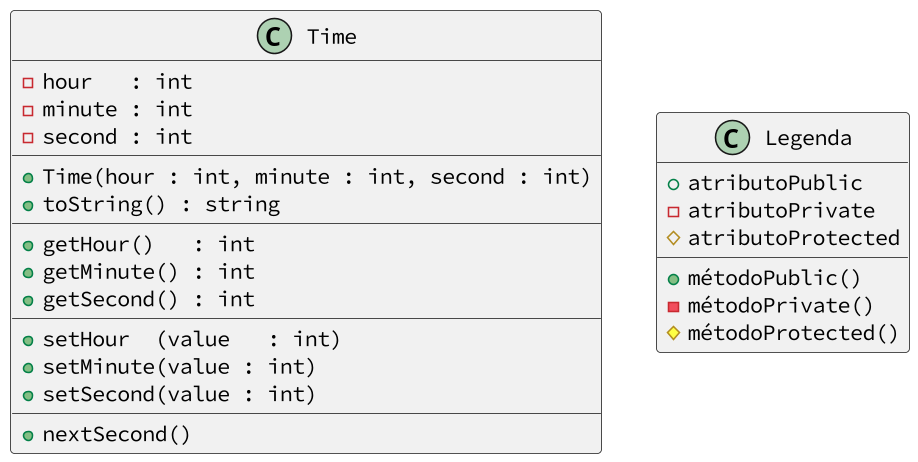 C Time
hour   : int
minute : int
second : int
Time(hour : int, minute : int, second : int)
toString() : string
getHour()   : int
getMinute() : int
getSecond() : int
setHour  (value   : int)
setMinute(value : int)
setSecond(value : int)
nextSecond()
C Legenda
atributoPublic
atributoPrivate
atributoProtected
métodoPublic()
métodoPrivate()
métodoProtected()